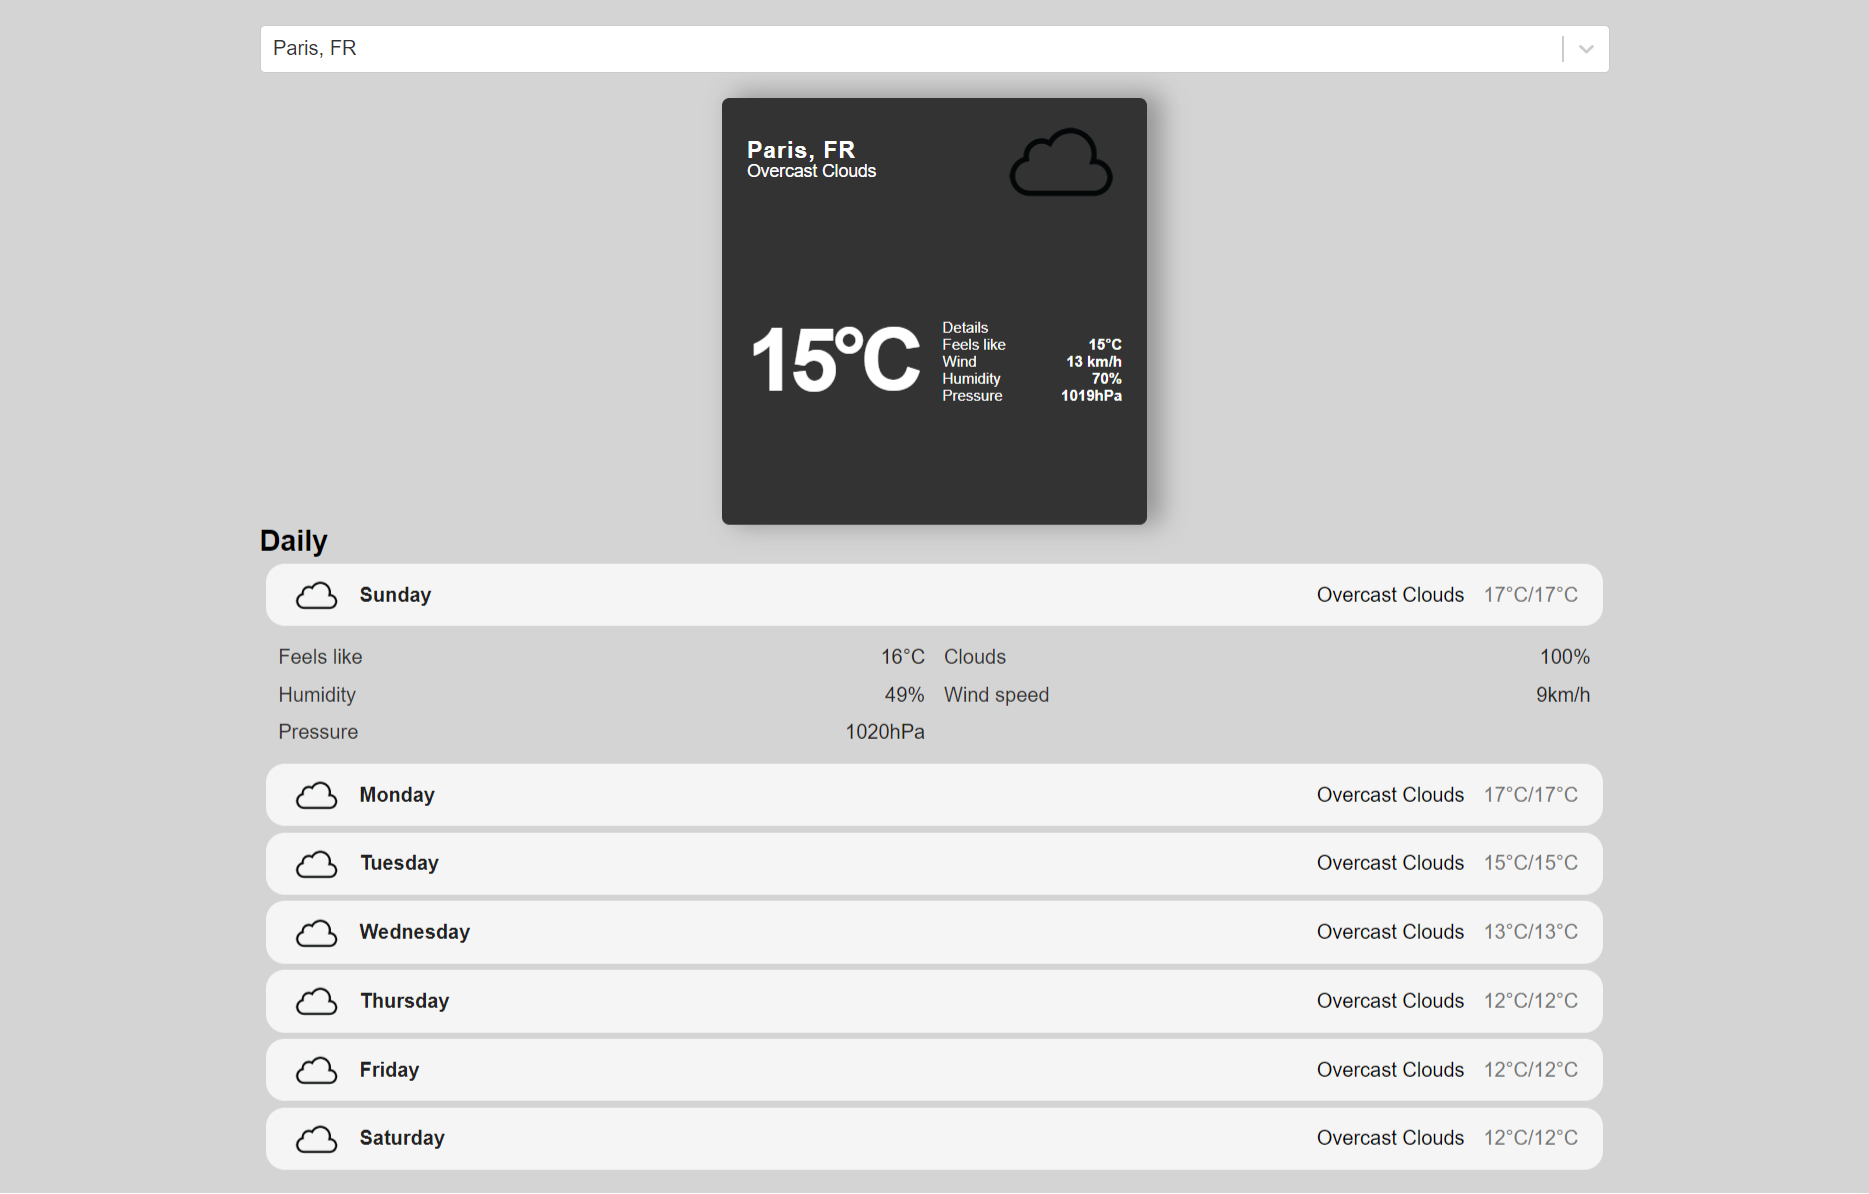 Paris, FR
Paris, FR
Overcast Clouds
15°C
Details
Feels like 15°C
Wind 13 km/h
Humidity 70%
Pressure 1019hPa
Daily
Sunday Overcast Clouds 17°C/17°C
Feels like 16°C Clouds 100%
Humidity 49% Wind speed 9km/h
Pressure 1020hPa
Monday Overcast Clouds 17°C/17°C
Tuesday Overcast Clouds 15°C/15°C
Wednesday Overcast Clouds 13°C/13°C
Thursday Overcast Clouds 12°C/12°C
Friday Overcast Clouds 12°C/12°C
Saturday Overcast Clouds 12°C/12°C